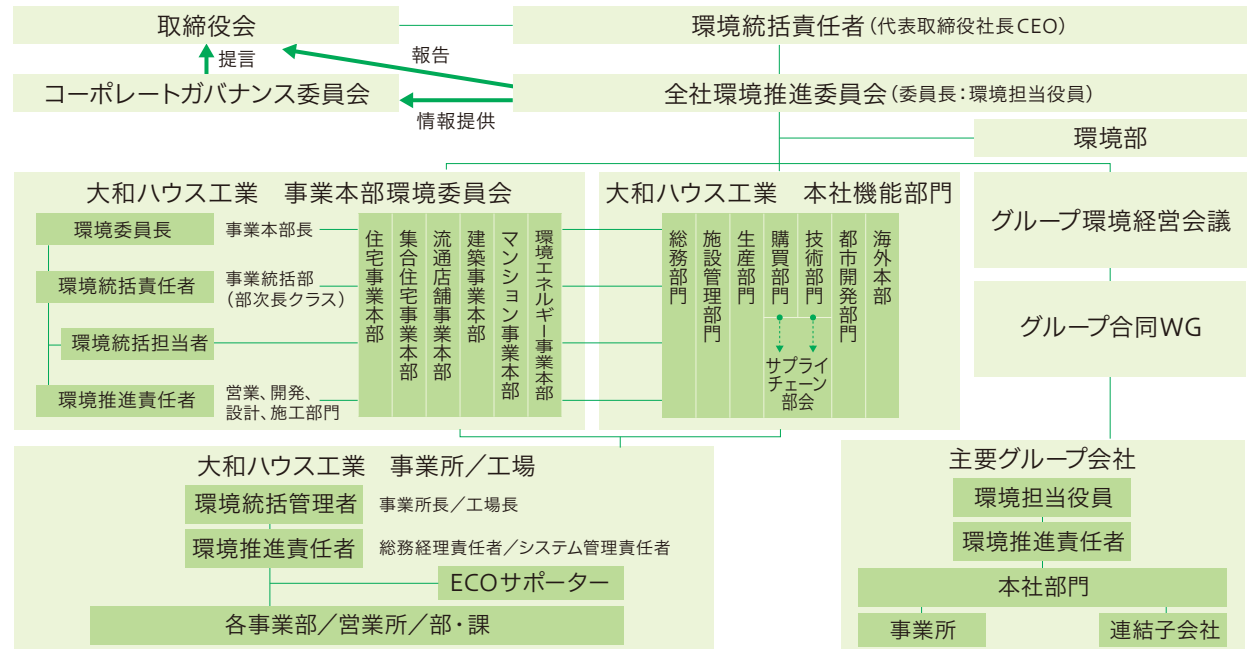 取締役会
環境統括責任者(代表取締役社長CEO)
提言
報告
コーポレートガバナンス委員会
全社環境推進委員会(委員長:環境担当役員)
情報提供
環境部
大和ハウス工業　事業本部環境委員会
環境委員長
事業本部長
環境統括責任者
事業統括部
(部次長クラス)
環境統括担当者
環境推進責任者
営業、開発、
設計、施工部門
住宅事業本部
集合住宅事業本部
流通店舗事業本部
建築事業本部
マンション事業本部
環境エネルギー事業本部
大和ハウス工業　本社機能部門
総務部門
施設管理部門
生産部門
購買部門
技術部門
都市開発部門
海外本部
サプライ
チェーン
部会
グループ環境経営会議
グループ合同WG
大和ハウス工業　事業所/工場
環境統括管理者
事業所長/工場長
環境推進責任者
総務経理責任者/システム管理責任者
ECOサポーター
各事業部/営業所/部・課
主要グループ会社
環境担当役員
環境推進責任者
本社部門
事業所
連結子会社